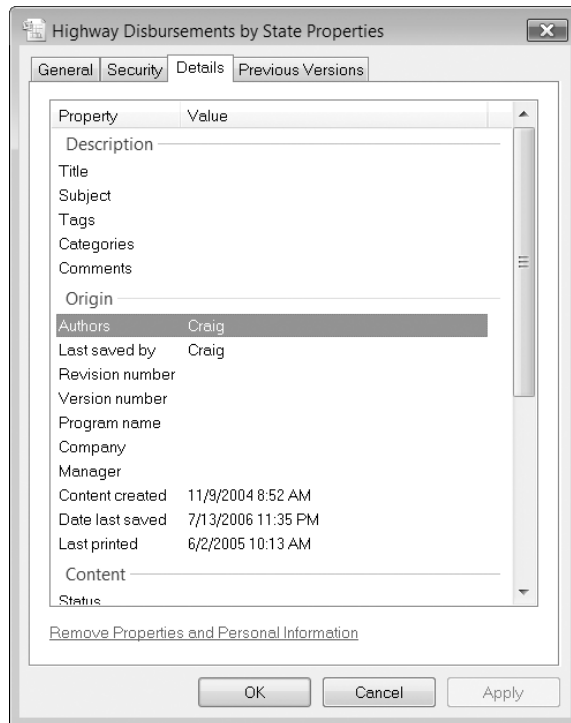 Highway Disbursements by State Properties
General Security Details Previous Versions
Property Value
Description
Title
Subject
Tags
Categories
Comments
Origin
Authors Craig
Last saved by Craig
Revision number
Version number
Program name
Company
Manager
Content created 11/9/2004 8:52 AM
Date last saved 7/13/2006 11:35 PM
Last printed 6/2/2005 10:13 AM
Content
Status
Remove Properties and Personal Information
OK Cancel Apply